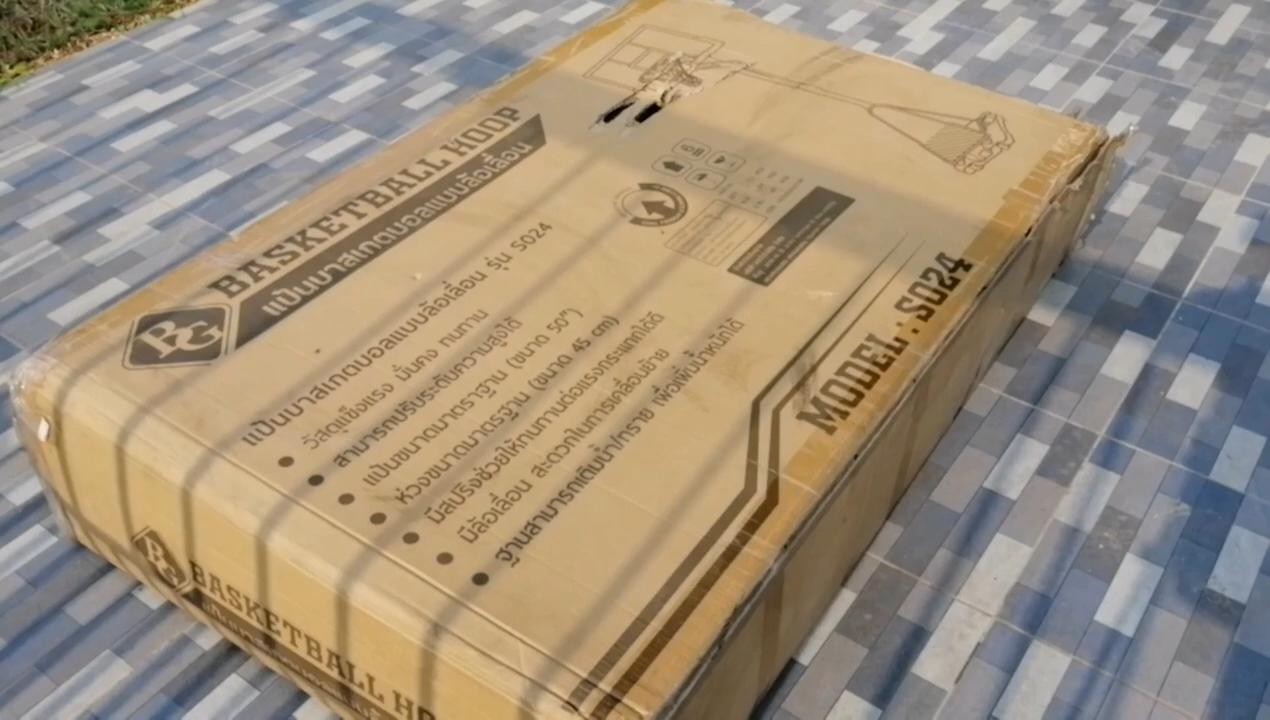 BASKETBALL HOOP
แป้นบาสเกตบอลแบบล้อเลื่อน
BG
แป้นบาสเกตบอลแบบล้อเลื่อน รุ่น S024
● วัสดุแข็งแรง มั่นคง ทนทาน
● สามารถปรับระดับความสูงได้
● แป้นขนาดมาตราฐาน (ขนาด 50")
● ห่วงขนาดมาตรฐาน (ขนาด 45 cm)
● มีสปริงช่วยให้ทนทานต่อแรงกระแทกได้ดี
● มีล้อเลื่อน สะดวกในการเคลื่อนย้าย
● ฐานสามารถเติมน้ำ/ทราย เพื่อเพิ่มน้ำหนักได้
MODEL : S024
BG
BASKETBALL HO